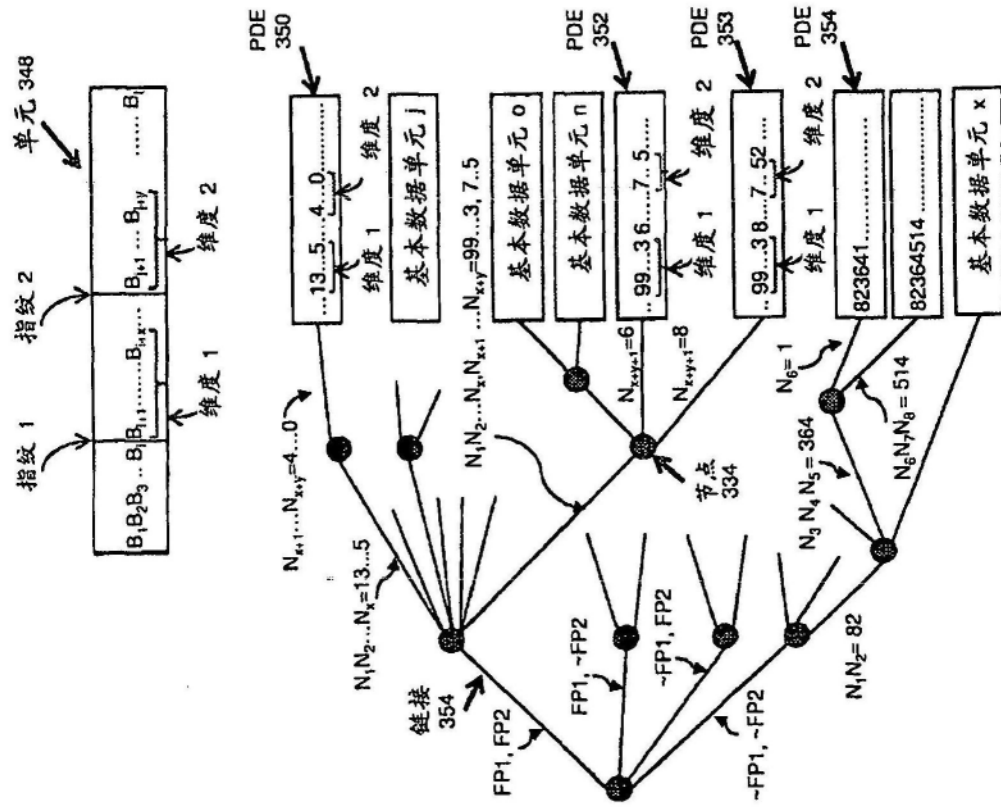 单元 348
指纹 1
指纹 2
B₁B₂B₃ .. Bᵢ
Bᵢ₊₁ ....... Bᵢ₊ₓ...
Bⱼ₊₁ ... Bⱼ₊ᵧ
维度 1
维度 2
PDE
350
... 13...5 .... 4....0..........
维度 1
维度 2
基本数据单元 j
Nₓ₊₁...Nₓ₊ᵧ=4...0
N₁N₂...Nₓ=13...5
链接
354
FP1, FP2
FP1, ~FP2
~FP1, FP2
~FP1, ~FP2
N₁N₂...Nₓ,Nₓ₊₁ ...Nₓ₊ᵧ=99...3, 7..5
基本数据单元 o
基本数据单元 n
PDE
352
... 99...3 6.... 7.. 5......
维度 1
维度 2
Nₓ₊ᵧ₊₁=6
Nₓ₊ᵧ₊₁=8
节点
334
PDE
353
... 99...3 8.... 7...52....
维度 1
维度 2
PDE
354
823641..................
82364514...............
N₆= 1
N₆N₇N₈ = 514
N₃ N₄ N₅ = 364
N₁N₂= 82
基本数据单元 x